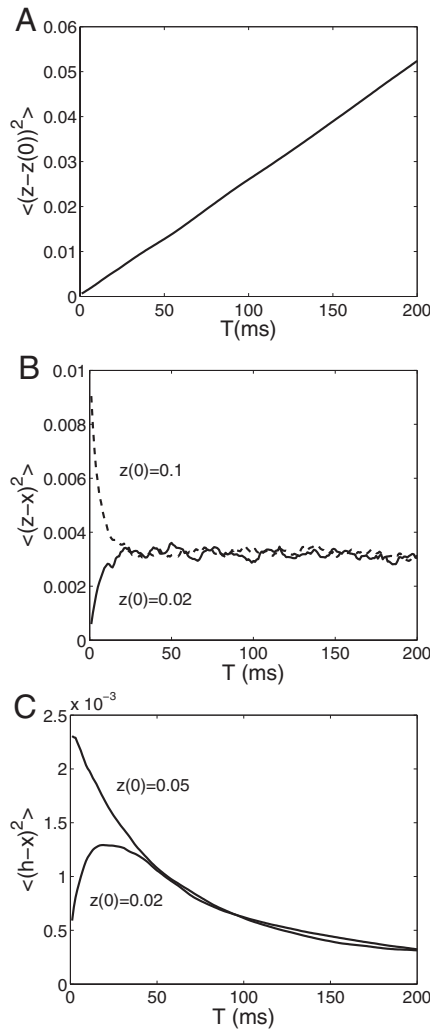 A
0.06
0.05
0.04
0.03
0.02
0.01
0
<(z−z(0))²>
0
50
100
150
200
T(ms)
B
0.01
0.008
0.006
0.004
0.002
0
<(z−x)²>
z(0)=0.1
z(0)=0.02
0
50
100
150
200
T (ms)
C
x 10⁻³
2.5
2
1.5
1
0.5
0
<(h−x)²>
z(0)=0.05
z(0)=0.02
0
50
100
150
200
T (ms)